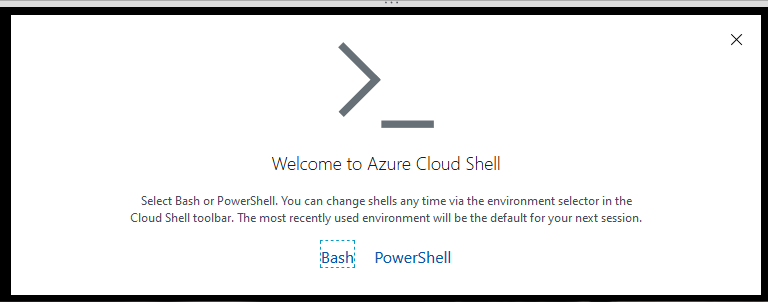 Welcome to Azure Cloud Shell
Select Bash or PowerShell. You can change shells any time via the environment selector in the
Cloud Shell toolbar. The most recently used environment will be the default for your next session.
Bash PowerShell